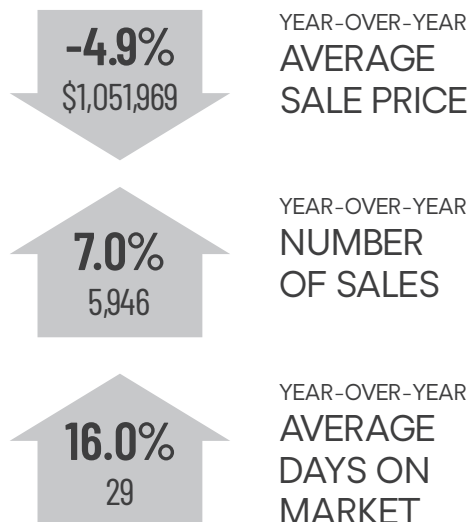 -4.9%
$1,051,969
YEAR-OVER-YEAR
AVERAGE
SALE PRICE
7.0%
5,946
YEAR-OVER-YEAR
NUMBER
OF SALES
16.0%
29
YEAR-OVER-YEAR
AVERAGE
DAYS ON
MARKET